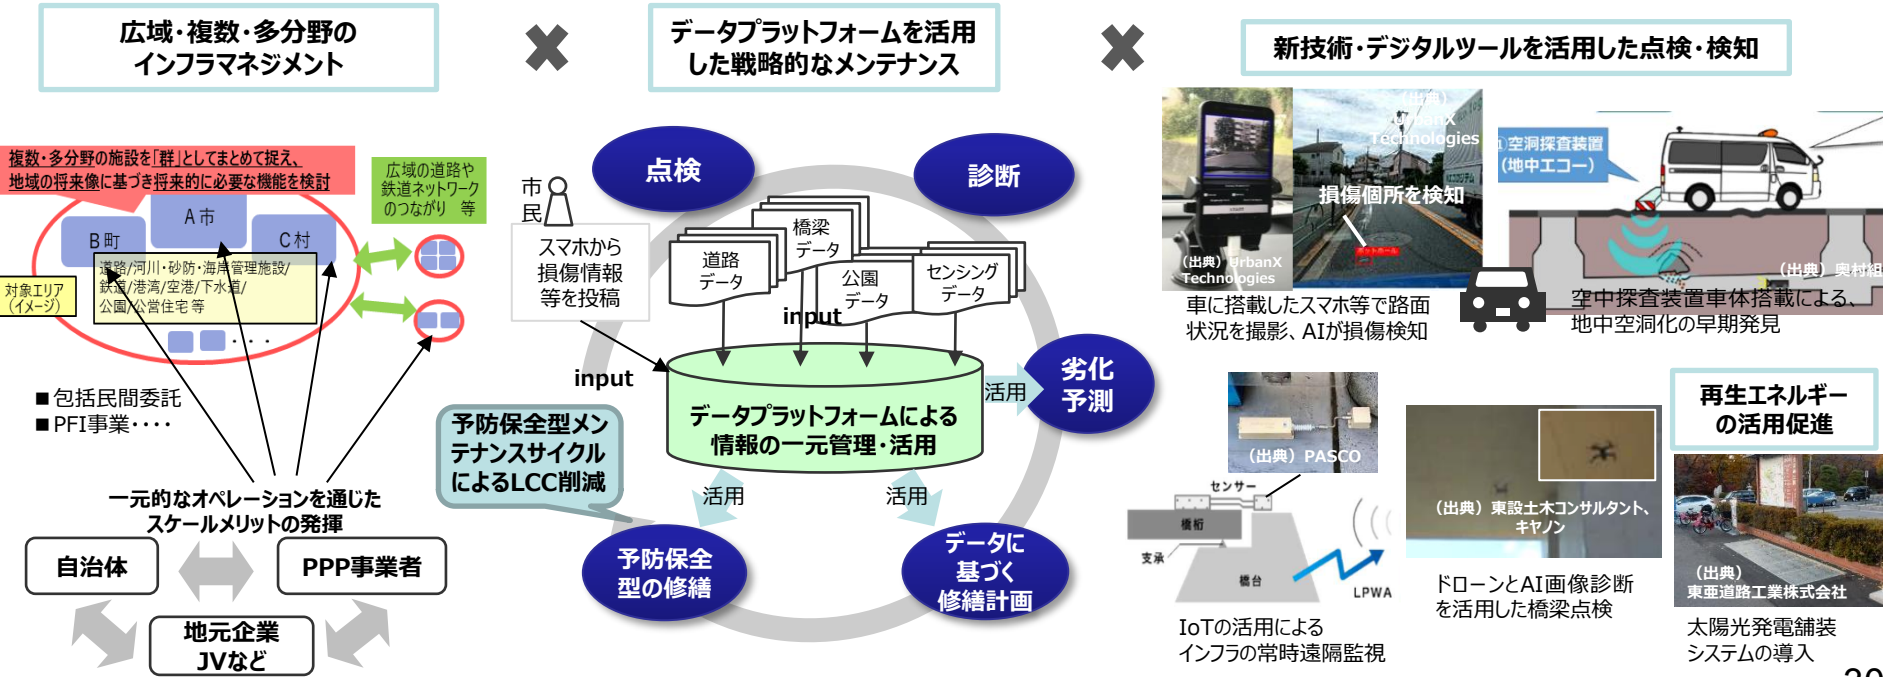 広域・複数・多分野の
インフラマネジメント
データプラットフォームを活用
した戦略的なメンテナンス
新技術・デジタルツールを活用した点検・検知
複数・多分野の施設を「群」としてまとめて捉え、
地域の将来像に基づき将来的に必要な機能を検討
広域の道路や
鉄道ネットワーク
のつながり 等
A市
B町
C村
道路/河川・砂防・海岸管理施設/
鉄道/港湾/空港/下水道/
公園/公営住宅 等
対象エリア
(イメージ)
・・・
■包括民間委託
■PFI事業・・・・
一元的なオペレーションを通じた
スケールメリットの発揮
自治体
PPP事業者
地元企業
JVなど
点検
診断
市
民
スマホから
損傷情報
等を投稿
道路
データ
橋梁
データ
公園
データ
センシング
データ
input
input
データプラットフォームによる
情報の一元管理・活用
活用
劣化
予測
予防保全型メン
テナンスサイクル
によるLCC削減
活用
活用
予防保全
型の修繕
データに
基づく
修繕計画
(出典)
UrbanX
Technologies
損傷個所を検知
ポットホール
(出典) UrbanX
Technologies
車に搭載したスマホ等で路面
状況を撮影、AIが損傷検知
空洞探査装置
(地中エコー)
(出典) 奥村組
空中探査装置車体搭載による、
地中空洞化の早期発見
(出典) PASCO
センサー
橋桁
支承
橋台
LPWA
IoTの活用による
インフラの常時遠隔監視
(出典) 東設土木コンサルタント、
キヤノン
ドローンとAI画像診断
を活用した橋梁点検
再生エネルギー
の活用促進
(出典)
東亜道路工業株式会社
太陽光発電舗装
システムの導入